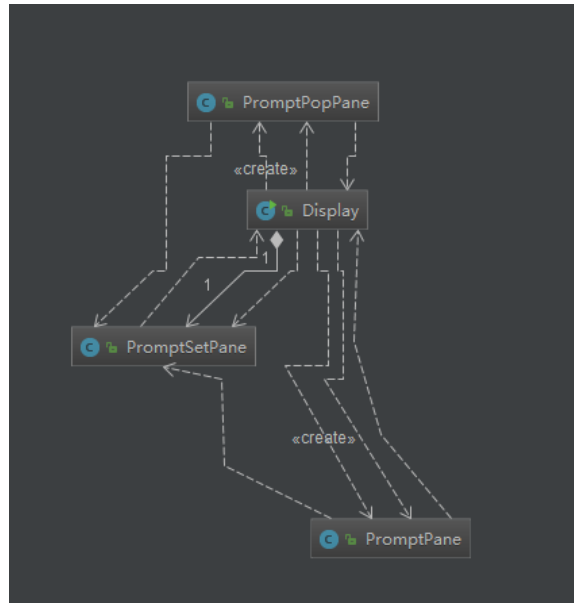 PromptPopPane
«create»
Display
1
1
PromptSetPane
«create»
PromptPane